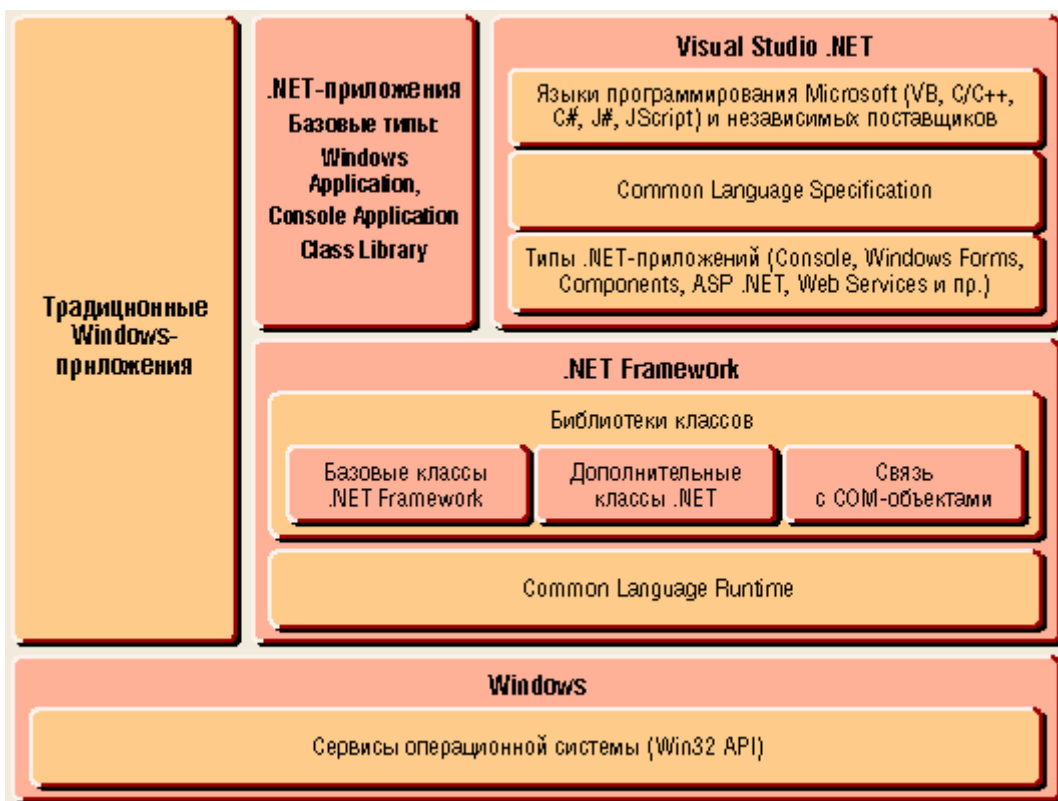 Традиционные
Windows-
приложения
.NET-приложения
Базовые типы:
Windows
Application,
Console Application
Class Library
Visual Studio .NET
Языки программирования Microsoft (VB, C/C++,
C#, J#, JScript) и независимых поставщиков
Common Language Specification
Типы .NET-приложений (Console, Windows Forms,
Components, ASP .NET, Web Services и пр.)
.NET Framework
Библиотеки классов
Базовые классы
.NET Framework
Дополнительные
классы .NET
Связь
с COM-объектами
Common Language Runtime
Windows
Сервисы операционной системы (Win32 API)